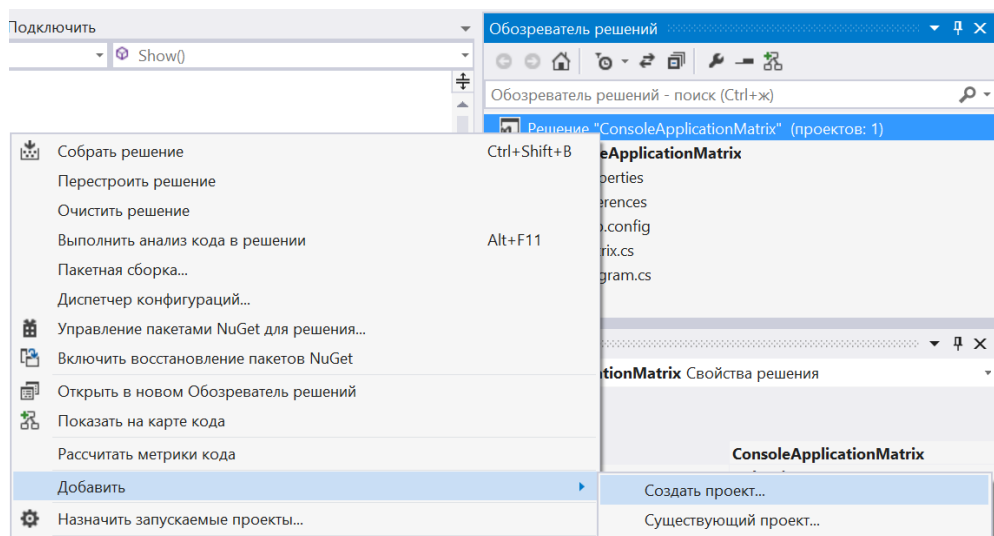 Подключить
Обозреватель решений
Show()
Обозреватель решений - поиск (Ctrl+ж)
Решение "ConsoleApplicationMatrix" (проектов: 1)
Собрать решение Ctrl+Shift+B
eApplicationMatrix
Перестроить решение
perties
Очистить решение
erences
Выполнить анализ кода в решении Alt+F11
.config
rix.cs
Пакетная сборка...
gram.cs
Диспетчер конфигураций...
Управление пакетами NuGet для решения...
Включить восстановление пакетов NuGet
tionMatrix Свойства решения
Открыть в новом Обозреватель решений
Показать на карте кода
Рассчитать метрики кода
ConsoleApplicationMatrix
Добавить
Создать проект...
Назначить запускаемые проекты...
Существующий проект...